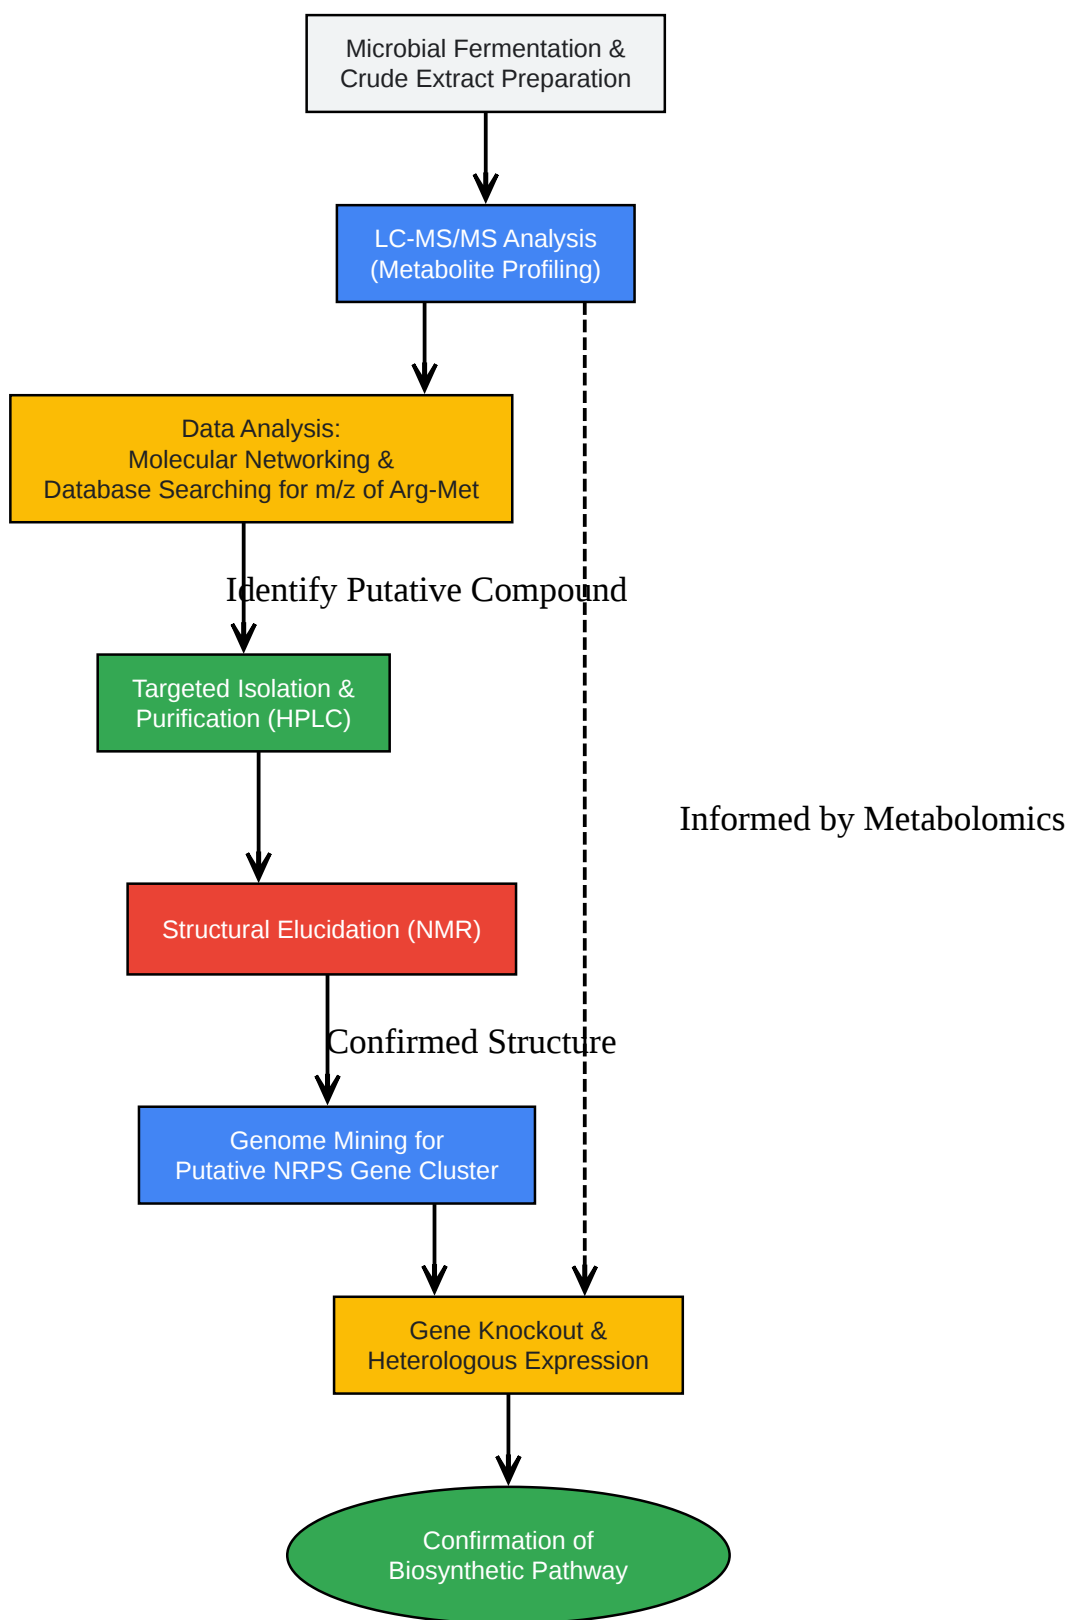 Microbial Fermentation &
Crude Extract Preparation
LC-MS/MS Analysis
(Metabolite Profiling)
Data Analysis:
Molecular Networking &
Database Searching for m/z of Arg-Met
Identify Putative Compound
Targeted Isolation &
Purification (HPLC)
Informed by Metabolomics
Structural Elucidation (NMR)
Confirmed Structure
Genome Mining for
Putative NRPS Gene Cluster
Gene Knockout &
Heterologous Expression
Confirmation of
Biosynthetic Pathway